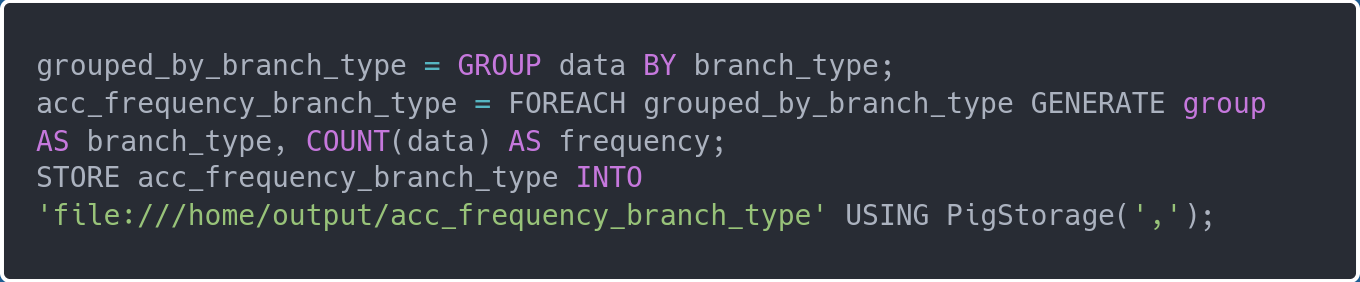 grouped_by_branch_type = GROUP data BY branch_type;
acc_frequency_branch_type = FOREACH grouped_by_branch_type GENERATE group
AS branch_type, COUNT(data) AS frequency;
STORE acc_frequency_branch_type INTO
'file:///home/output/acc_frequency_branch_type' USING PigStorage(',');